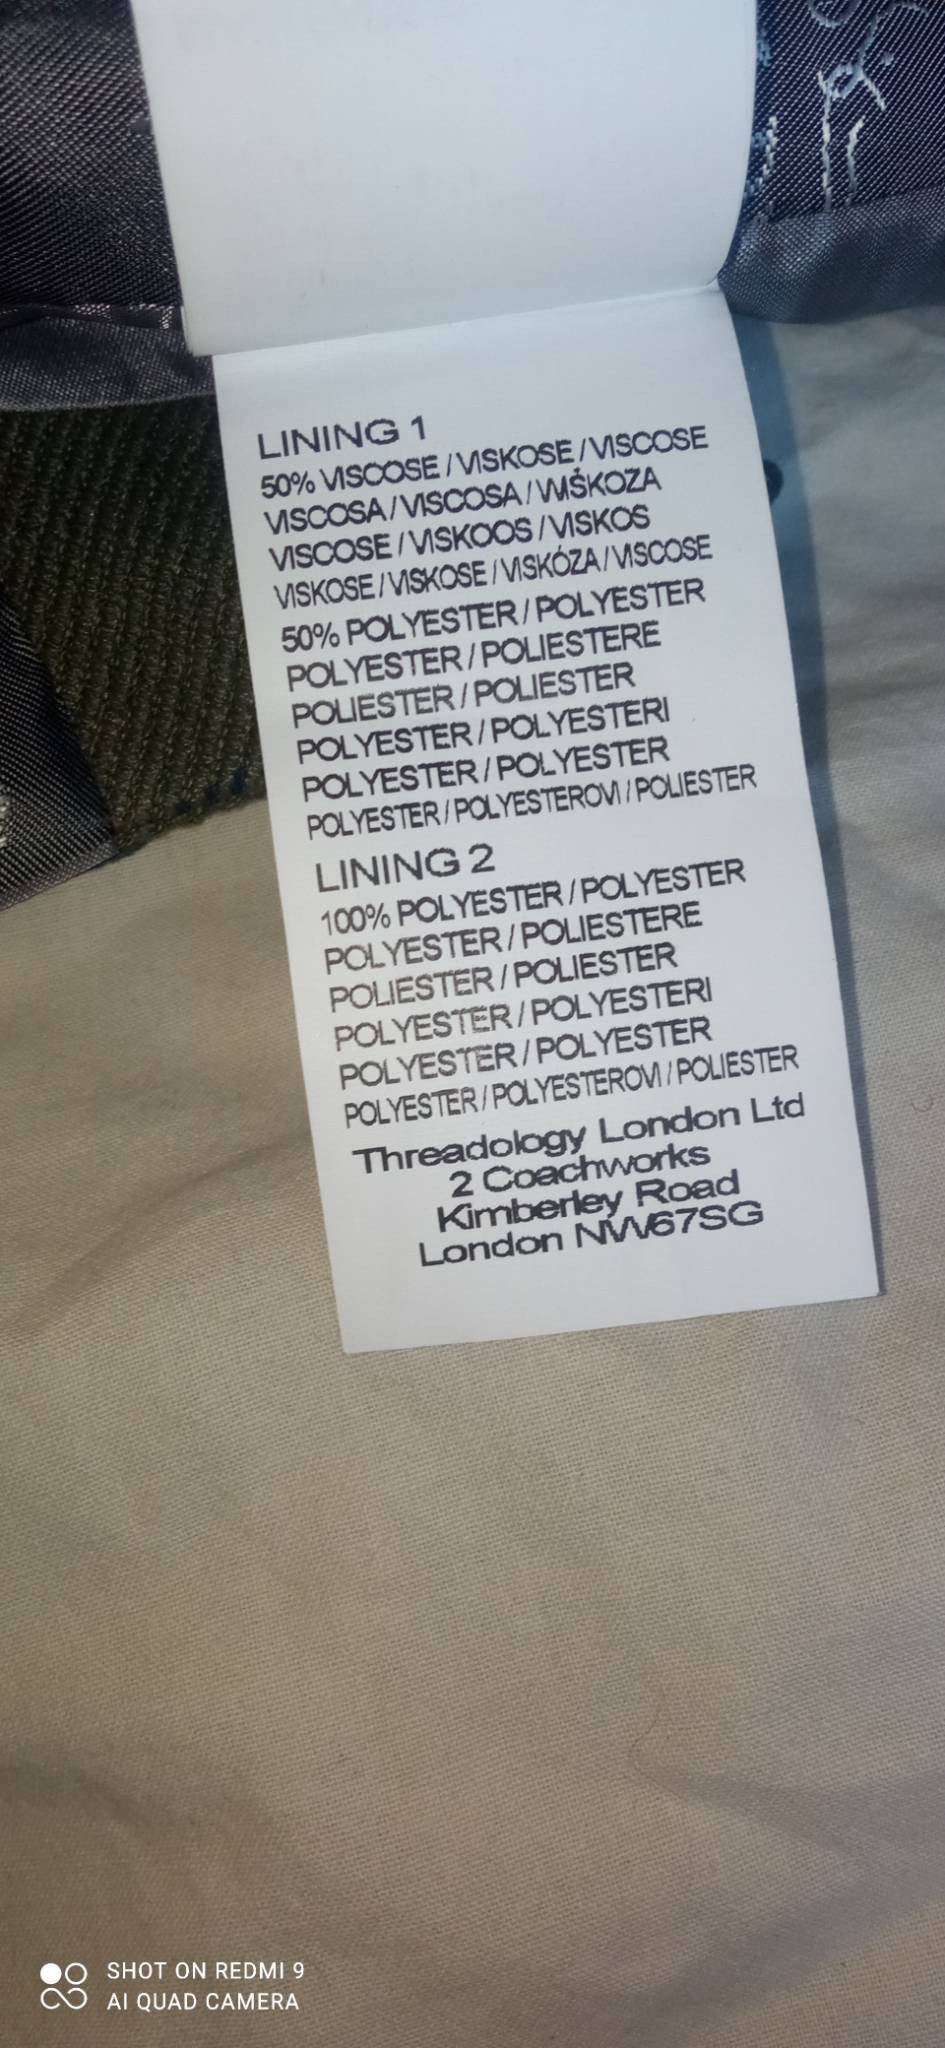 LINING 1
50% VISCOSE / VISKOSE / VISCOSE
VISCOSA / VISCOSA / WIŚKOZA
VISCOSE / VISKOOS / VISKOS
VISKOSE / VISKOSE / VISKÓZA / VISCOSE
50% POLYESTER / POLYESTER
POLYESTER / POLIESTERE
POLIESTER / POLIESTER
POLYESTER / POLYESTERI
POLYESTER / POLYESTER
POLYESTER / POLYESTEROVI / POLIESTER
LINING 2
100% POLYESTER / POLYESTER
POLYESTER / POLIESTERE
POLIESTER / POLIESTER
POLYESTER / POLYESTERI
POLYESTER / POLYESTER
POLYESTER / POLYESTEROVI / POLIESTER
Threadology London Ltd
2 Coachworks
Kimberley Road
London NW67SG
SHOT ON REDMI 9
AI QUAD CAMERA